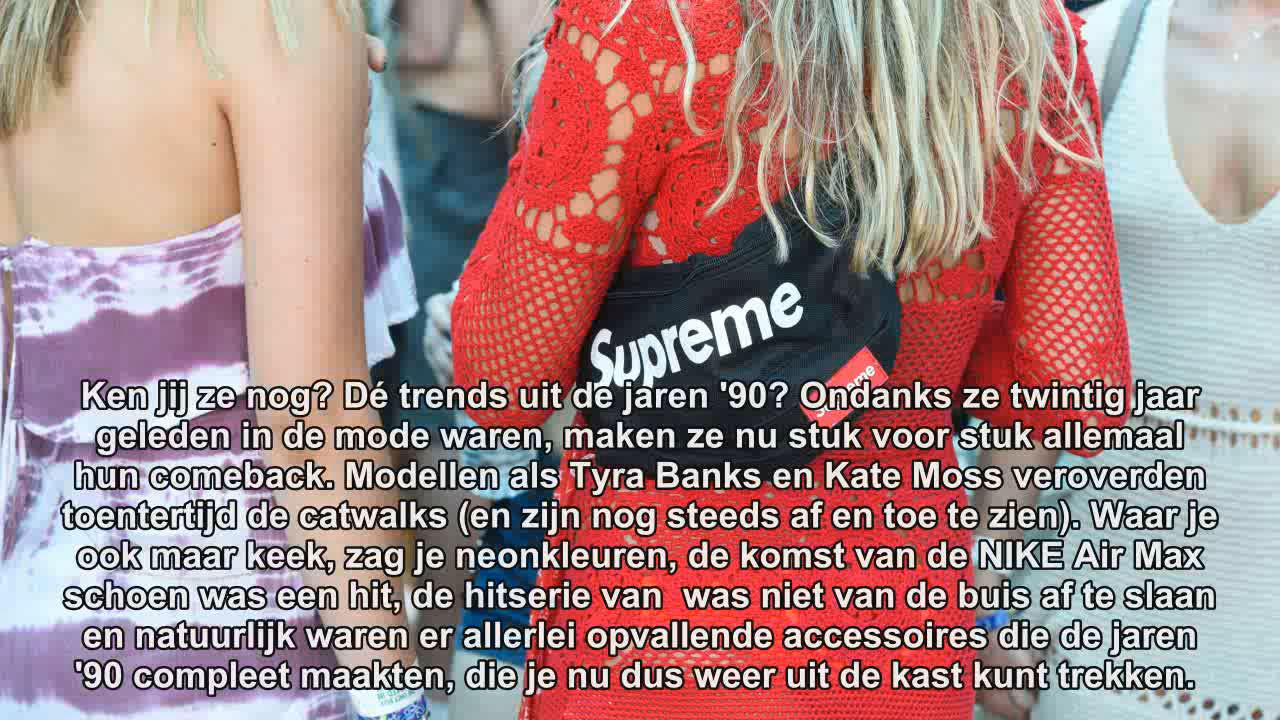 Supreme
Supreme
Ken jij ze nog? Dé trends uit de jaren '90? Ondanks ze twintig jaar
geleden in de mode waren, maken ze nu stuk voor stuk allemaal
hun comeback. Modellen als Tyra Banks en Kate Moss veroverden
toentertijd de catwalks (en zijn nog steeds af en toe te zien). Waar je
ook maar keek, zag je neonkleuren, de komst van de NIKE Air Max
schoen was een hit, de hitserie van  was niet van de buis af te slaan
en natuurlijk waren er allerlei opvallende accessoires die de jaren
'90 compleet maakten, die je nu dus weer uit de kast kunt trekken.